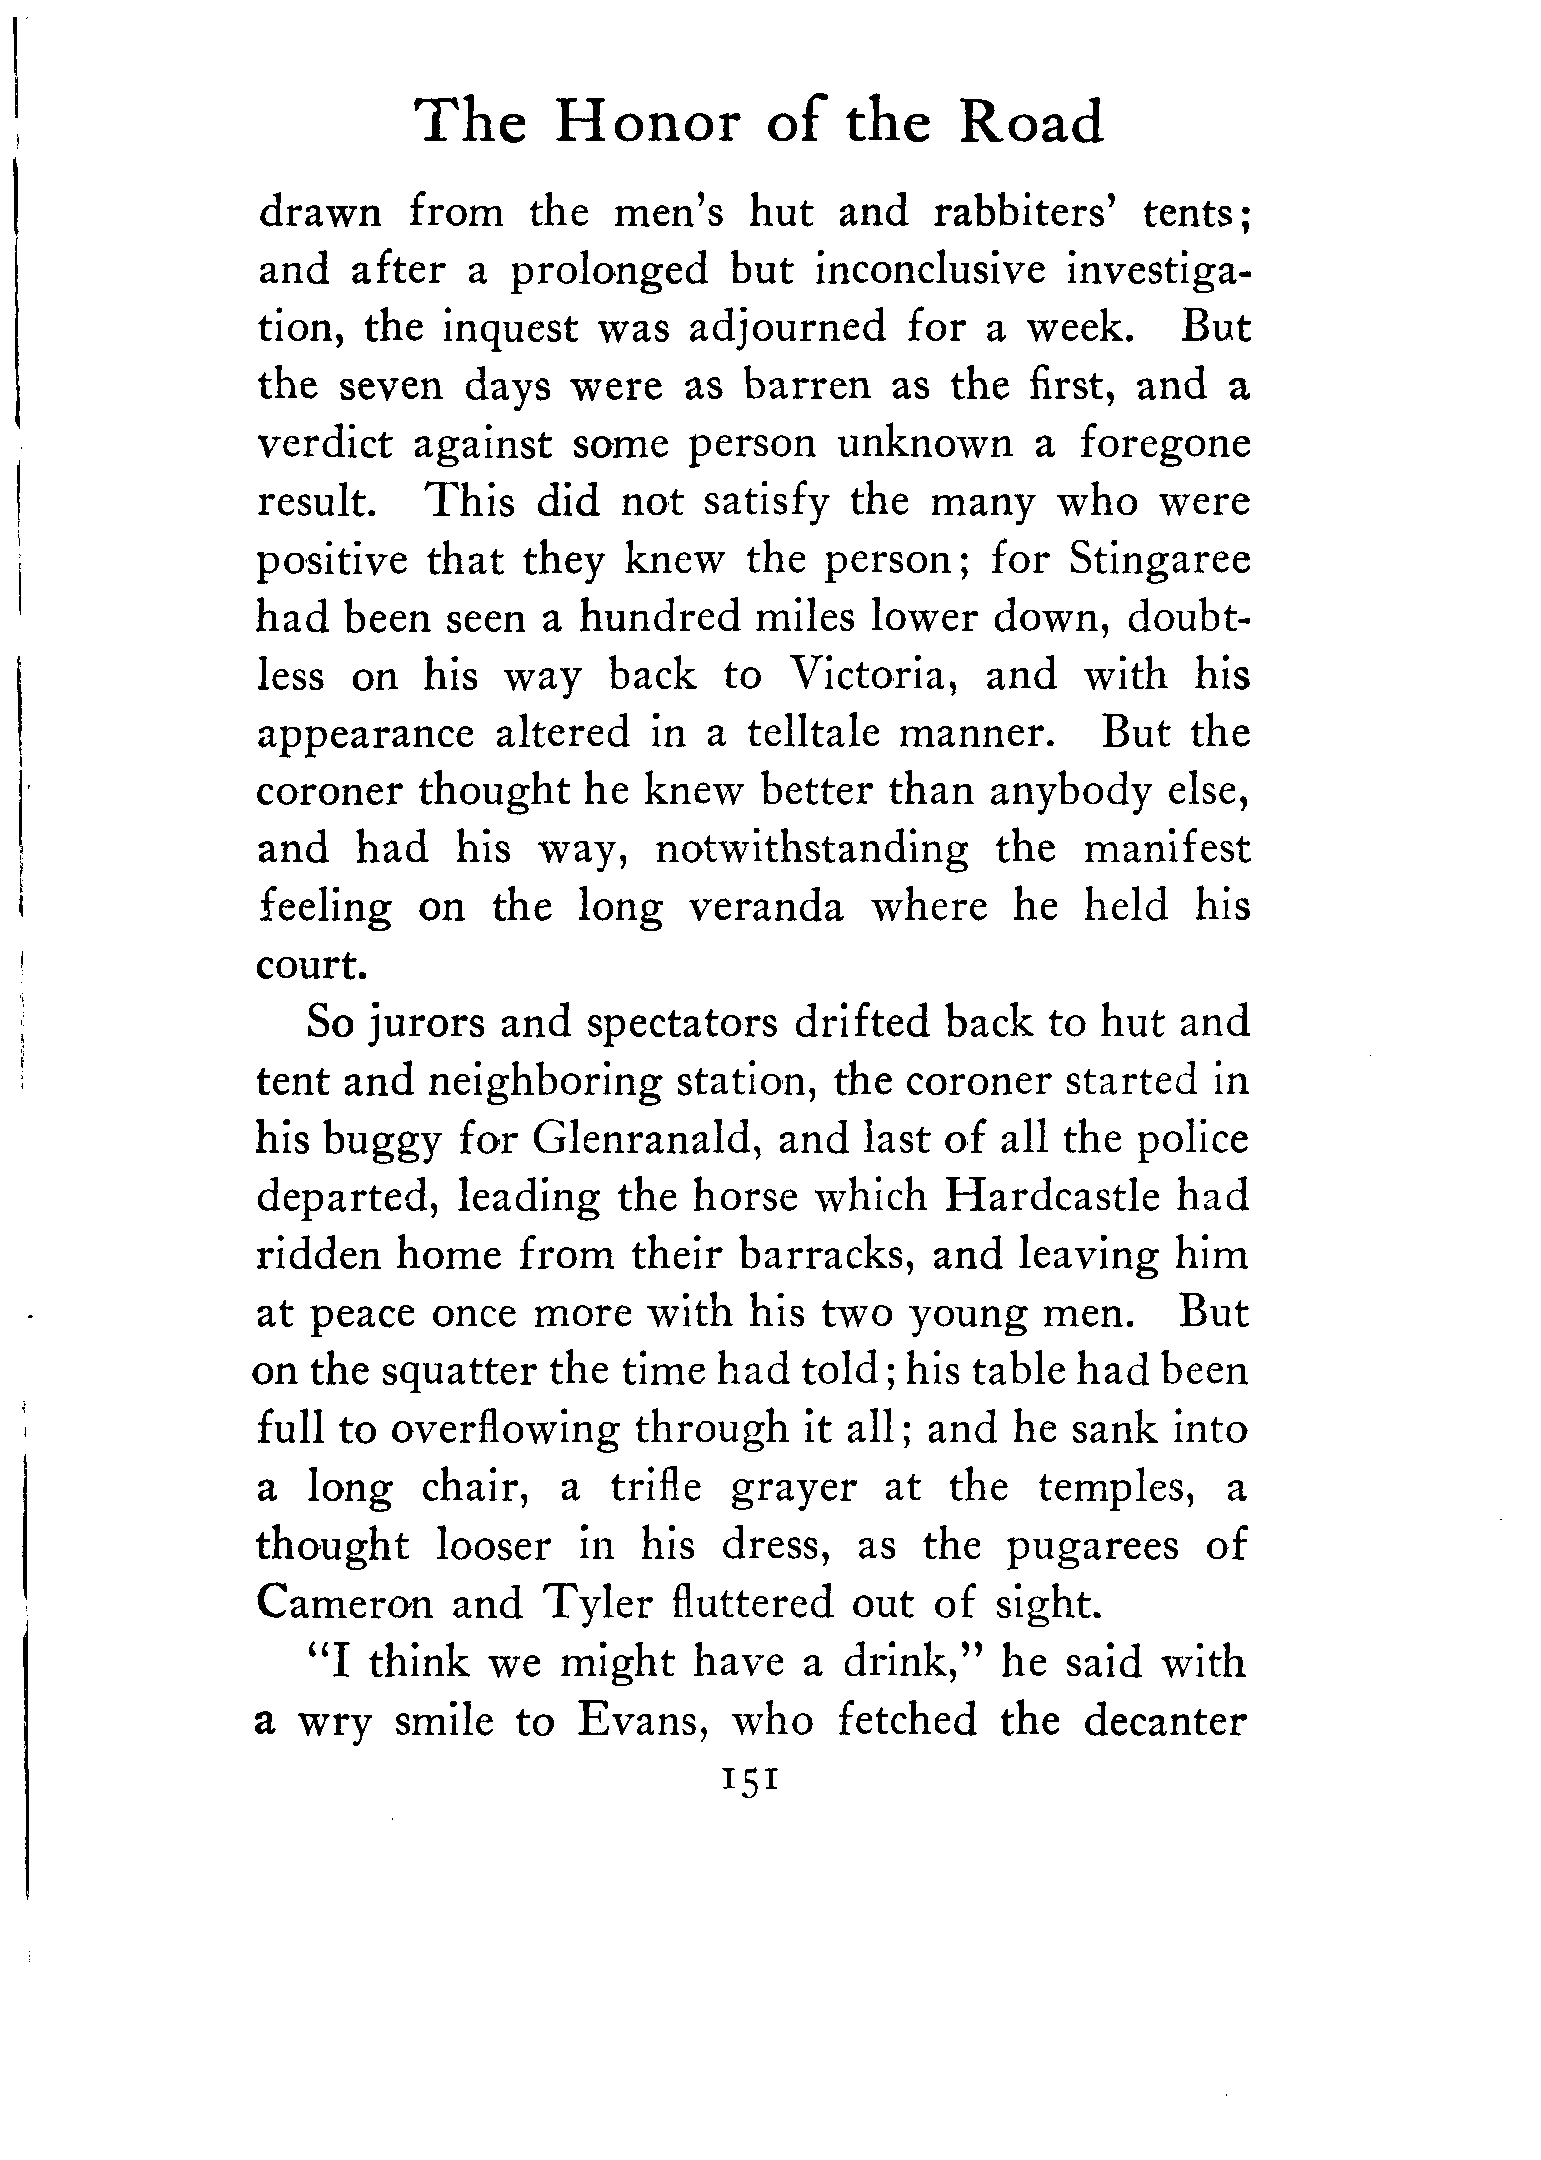 The Honor of the Road
drawn from the men's hut and rabbiters' tents;
and after a prolonged but inconclusive investiga-
tion, the inquest was adjourned for a week. But
the seven days were as barren as the first, and a
verdict against some person unknown a foregone
result. This did not satisfy the many who were
positive that they knew the person; for Stingaree
had been seen a hundred miles lower down, doubt-
less on his way back to Victoria, and with his
appearance altered in a telltale manner. But the
coroner thought he knew better than anybody else,
and had his way, notwithstanding the manifest
feeling on the long veranda where he held his
court.
So jurors and spectators drifted back to hut and
tent and neighboring station, the coroner started in
his buggy for Glenranald, and last of all the police
departed, leading the horse which Hardcastle had
ridden home from their barracks, and leaving him
at peace once more with his two young men. But
on the squatter the time had told; his table had been
full to overflowing through it all; and he sank into
a long chair, a trifle grayer at the temples, a
thought looser in his dress, as the pugarees of
Cameron and Tyler fluttered out of sight.
"I think we might have a drink," he said with
a wry smile to Evans, who fetched the decanter
151